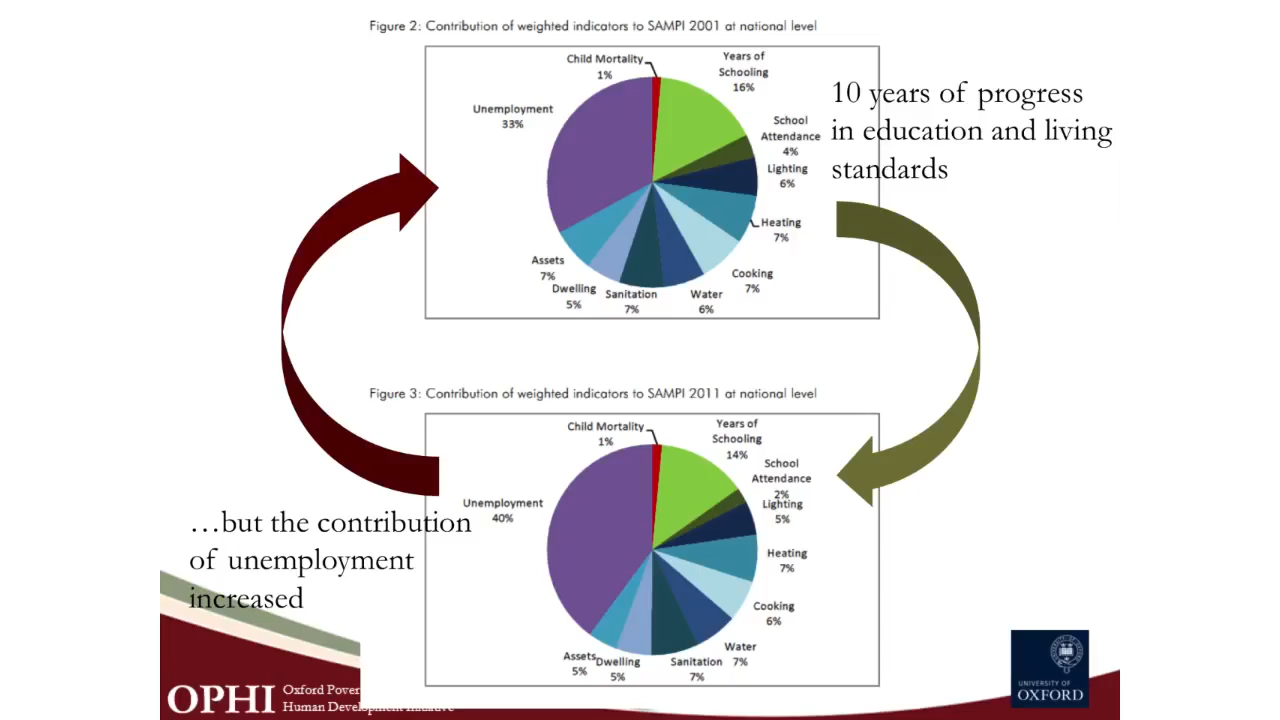 Figure 2: Contribution of weighted indicators to SAMPI 2001 at national level
Child Mortality
1%
Years of
Schooling
16%
Unemployment
33%
School
Attendance
4%
Lighting
6%
Heating
7%
Assets
7%
Cooking
7%
Dwelling
5%
Sanitation
7%
Water
6%
10 years of progress
in education and living
standards
Figure 3: Contribution of weighted indicators to SAMPI 2011 at national level
Child Mortality
1%
Years of
Schooling
14%
School
Attendance
2%
Lighting
5%
Unemployment
40%
Heating
7%
Cooking
6%
Water
7%
Assets
5%
Dwelling
5%
Sanitation
7%
…but the contribution
of unemployment
increased
OPHI
Oxford
Human
UNIVERSITY OF
OXFORD